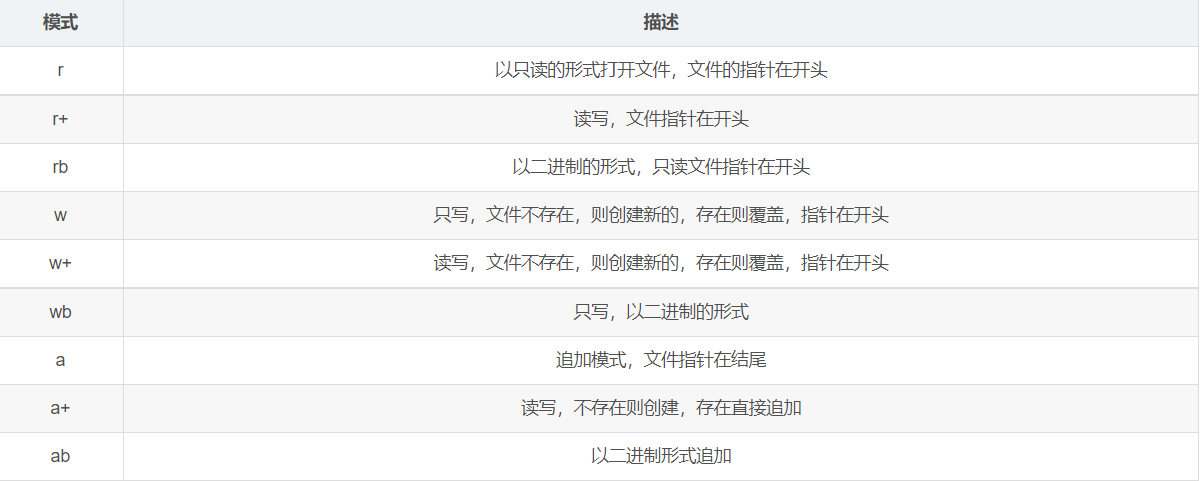 模式 描述
r 以只读的形式打开文件，文件的指针在开头
r+ 读写，文件指针在开头
rb 以二进制的形式，只读文件指针在开头
w 只写，文件不存在，则创建新的，存在则覆盖，指针在开头
w+ 读写，文件不存在，则创建新的，存在则覆盖，指针在开头
wb 只写，以二进制的形式
a 追加模式，文件指针在结尾
a+ 读写，不存在则创建，存在直接追加
ab 以二进制形式追加